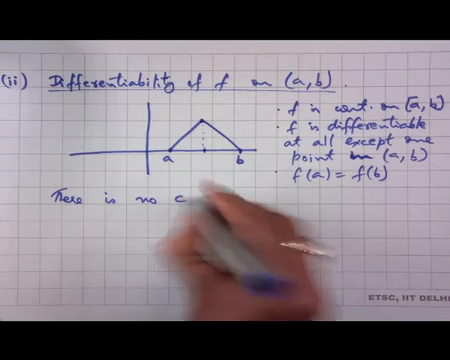 (ii) Differentiability of f on (a, b).
· f is cont. on [a, b]
· f is differentiable
at all except one
point in (a, b)
· f(a) = f(b)
a b
There is no c
ETSC, IIT DELHI